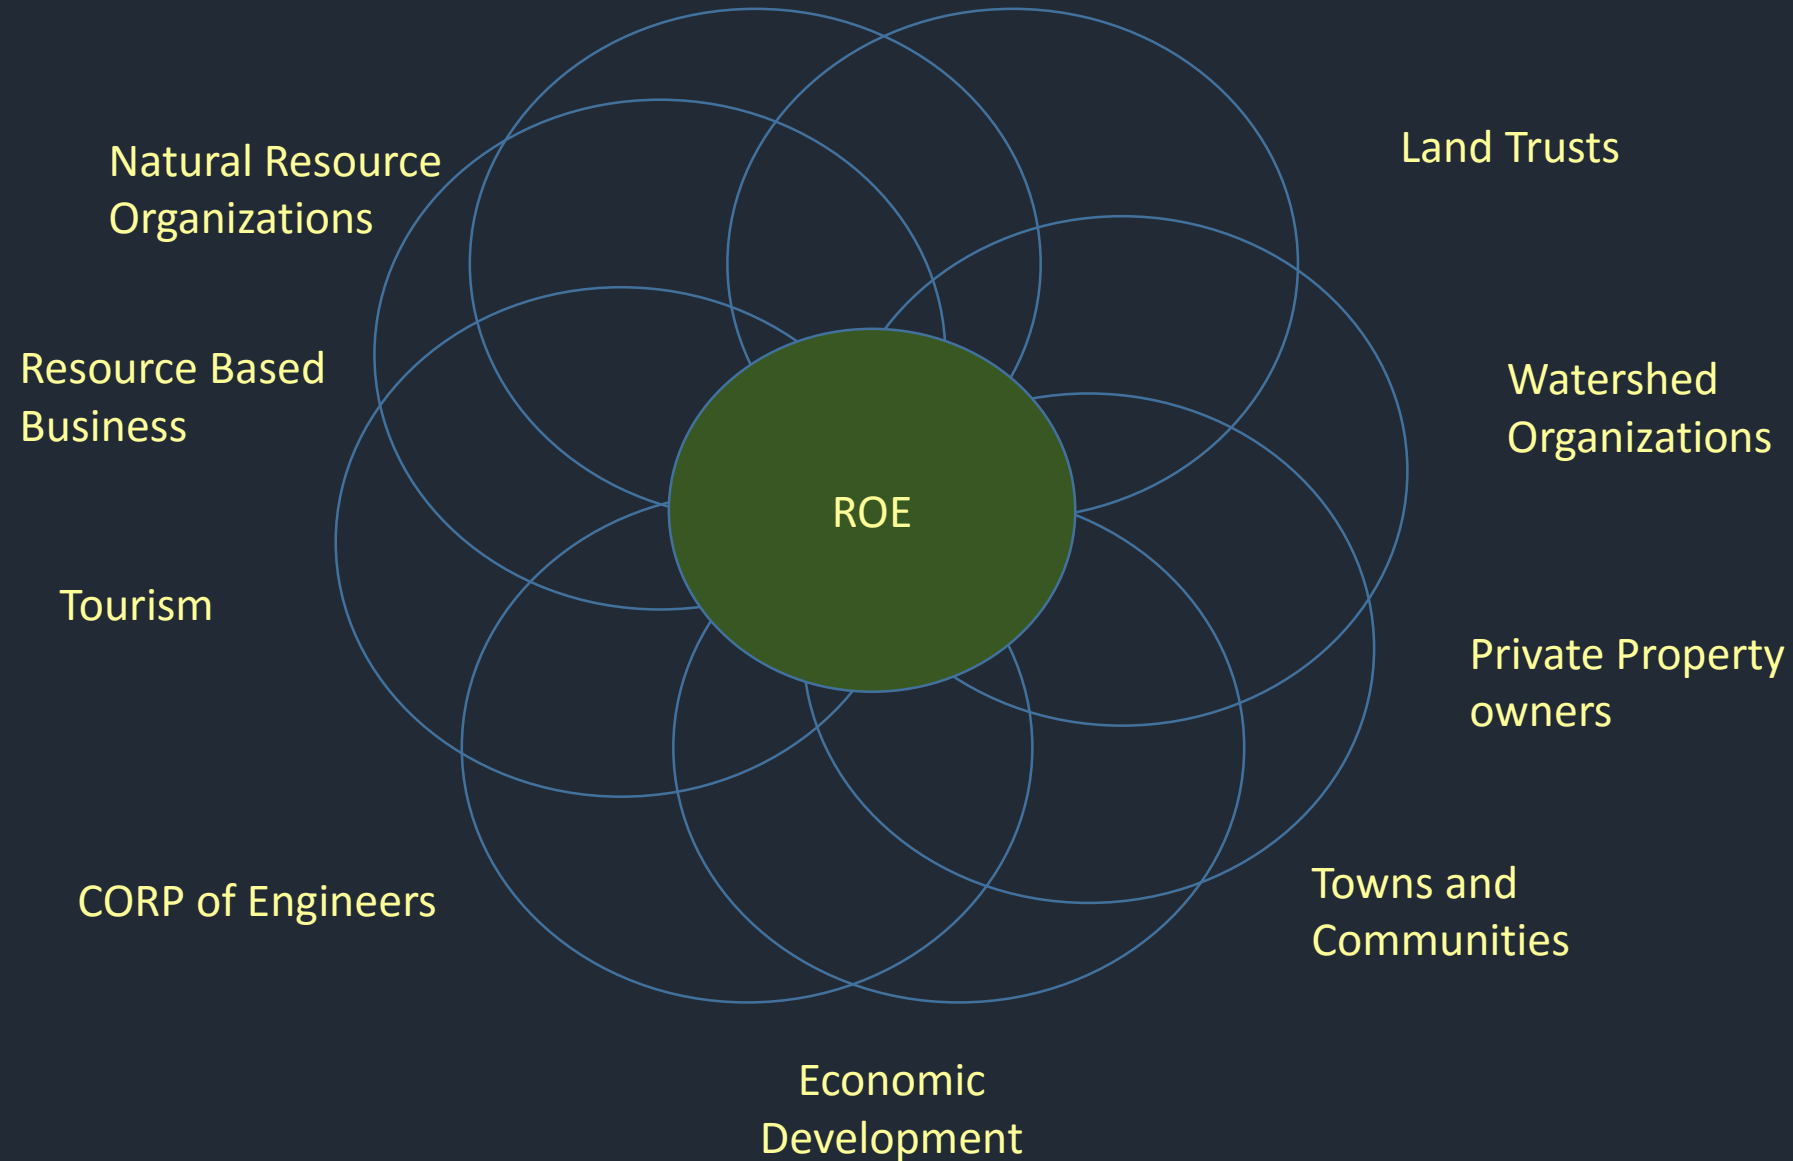 Natural Resource
Organizations
Land Trusts
Resource Based
Business
Watershed
Organizations
ROE
Tourism
Private Property
owners
CORP of Engineers
Towns and
Communities
Economic
Development